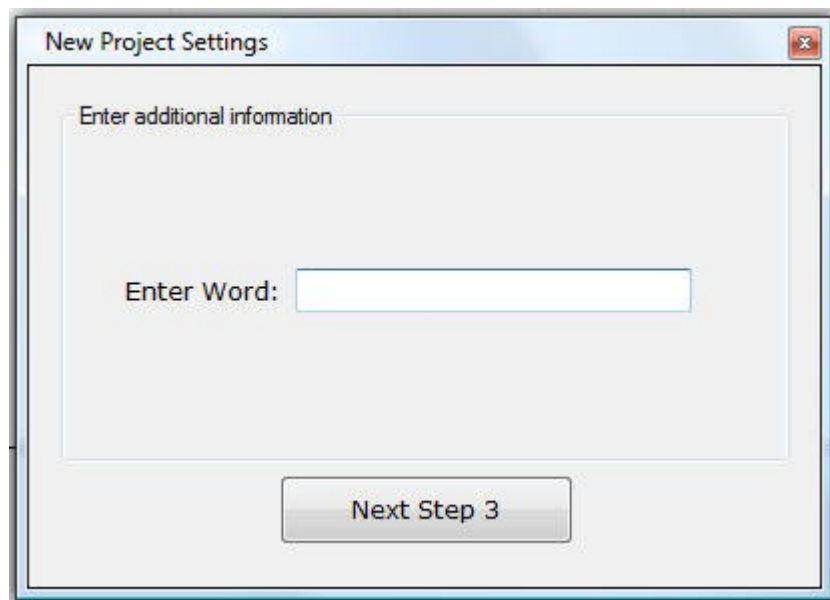 New Project Settings
Enter additional information
Enter Word:
Next Step 3